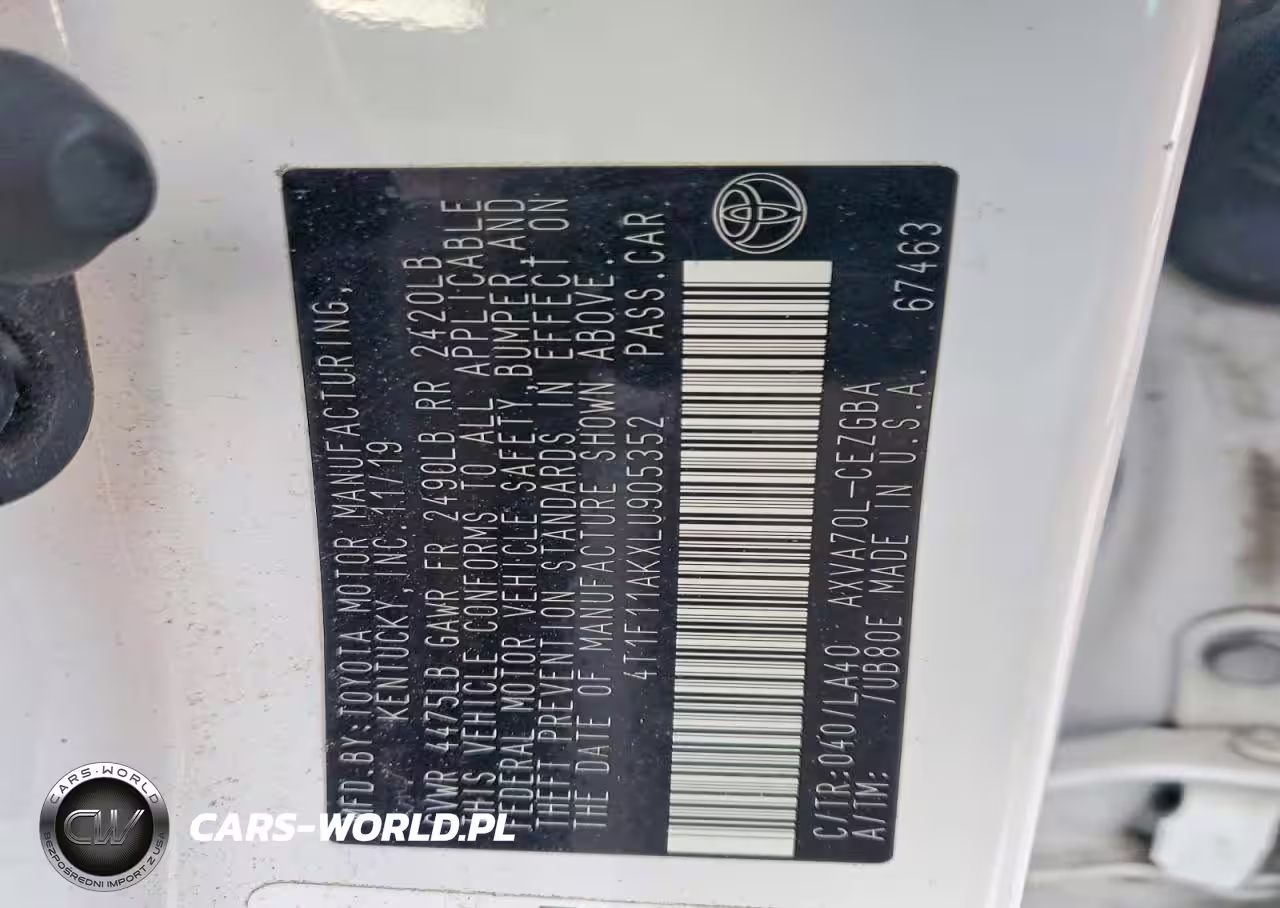 MFD.BY:TOYOTA MOTOR MANUFACTURING,
KENTUCKY,INC.11/19
GVWR 4475LB GAWR FR 2490LB RR 2420LB
THIS VEHICLE CONFORMS TO ALL APPLICABLE
FEDERAL MOTOR VEHICLE SAFETY,BUMPER,AND
THEFT PREVENTION STANDARDS IN EFFECT ON
THE DATE OF MANUFACTURE SHOWN ABOVE.
4T1F11AKXLU905352 PASS.CAR
C/TR:040/LA40 AXVA70L-CEZGBA
A/TM: /UB80E MADE IN U.S.A. 67463
CARS-WORLD
CW
BEZPOŚREDNI IMPORT Z USA
CARS-WORLD.PL